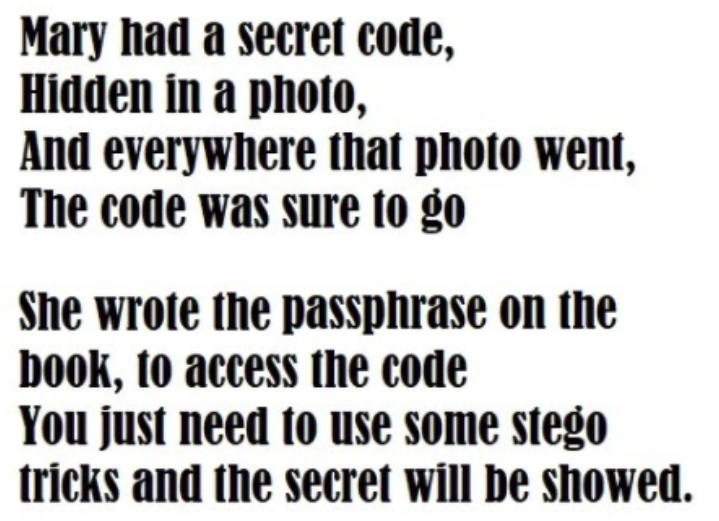 Mary had a secret code,
Hidden in a photo,
And everywhere that photo went,
The code was sure to go
She wrote the passphrase on the
book, to access the code
You just need to use some stego
tricks and the secret will be showed.